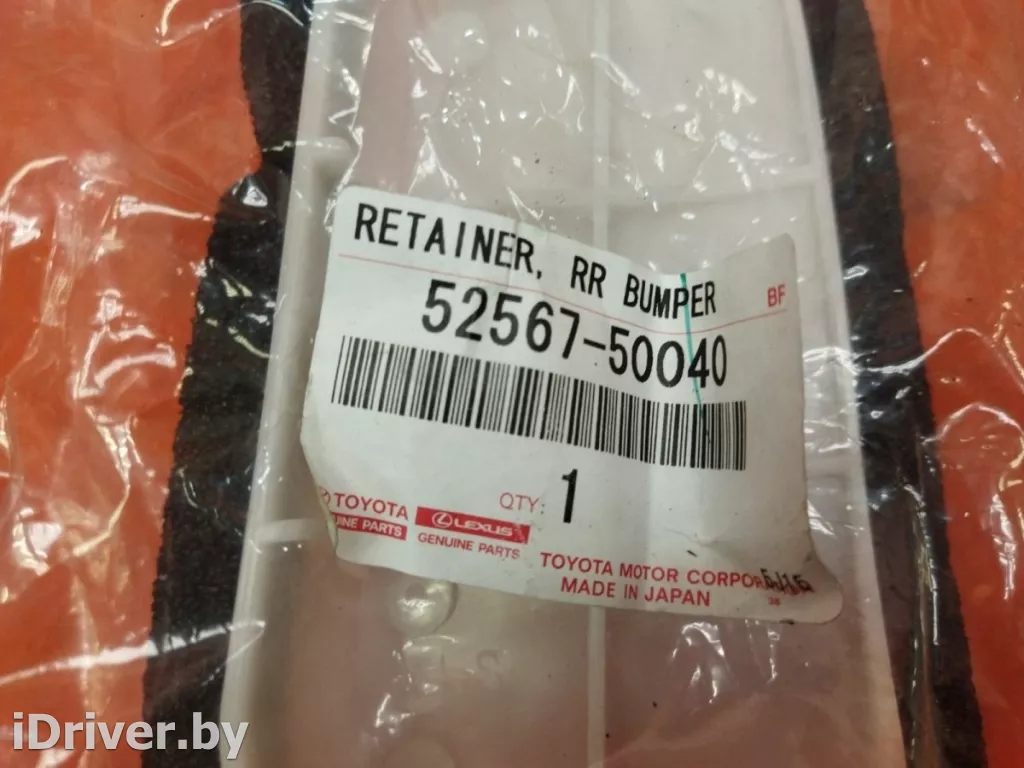 RETAINER, RR BUMPER
BF
52567-50040
QTY: 1
TOYOTA
UINE PARTS
LEXUS
GENUINE PARTS
TOYOTA MOTOR CORPOR
MADE IN JAPAN
iDriver.by